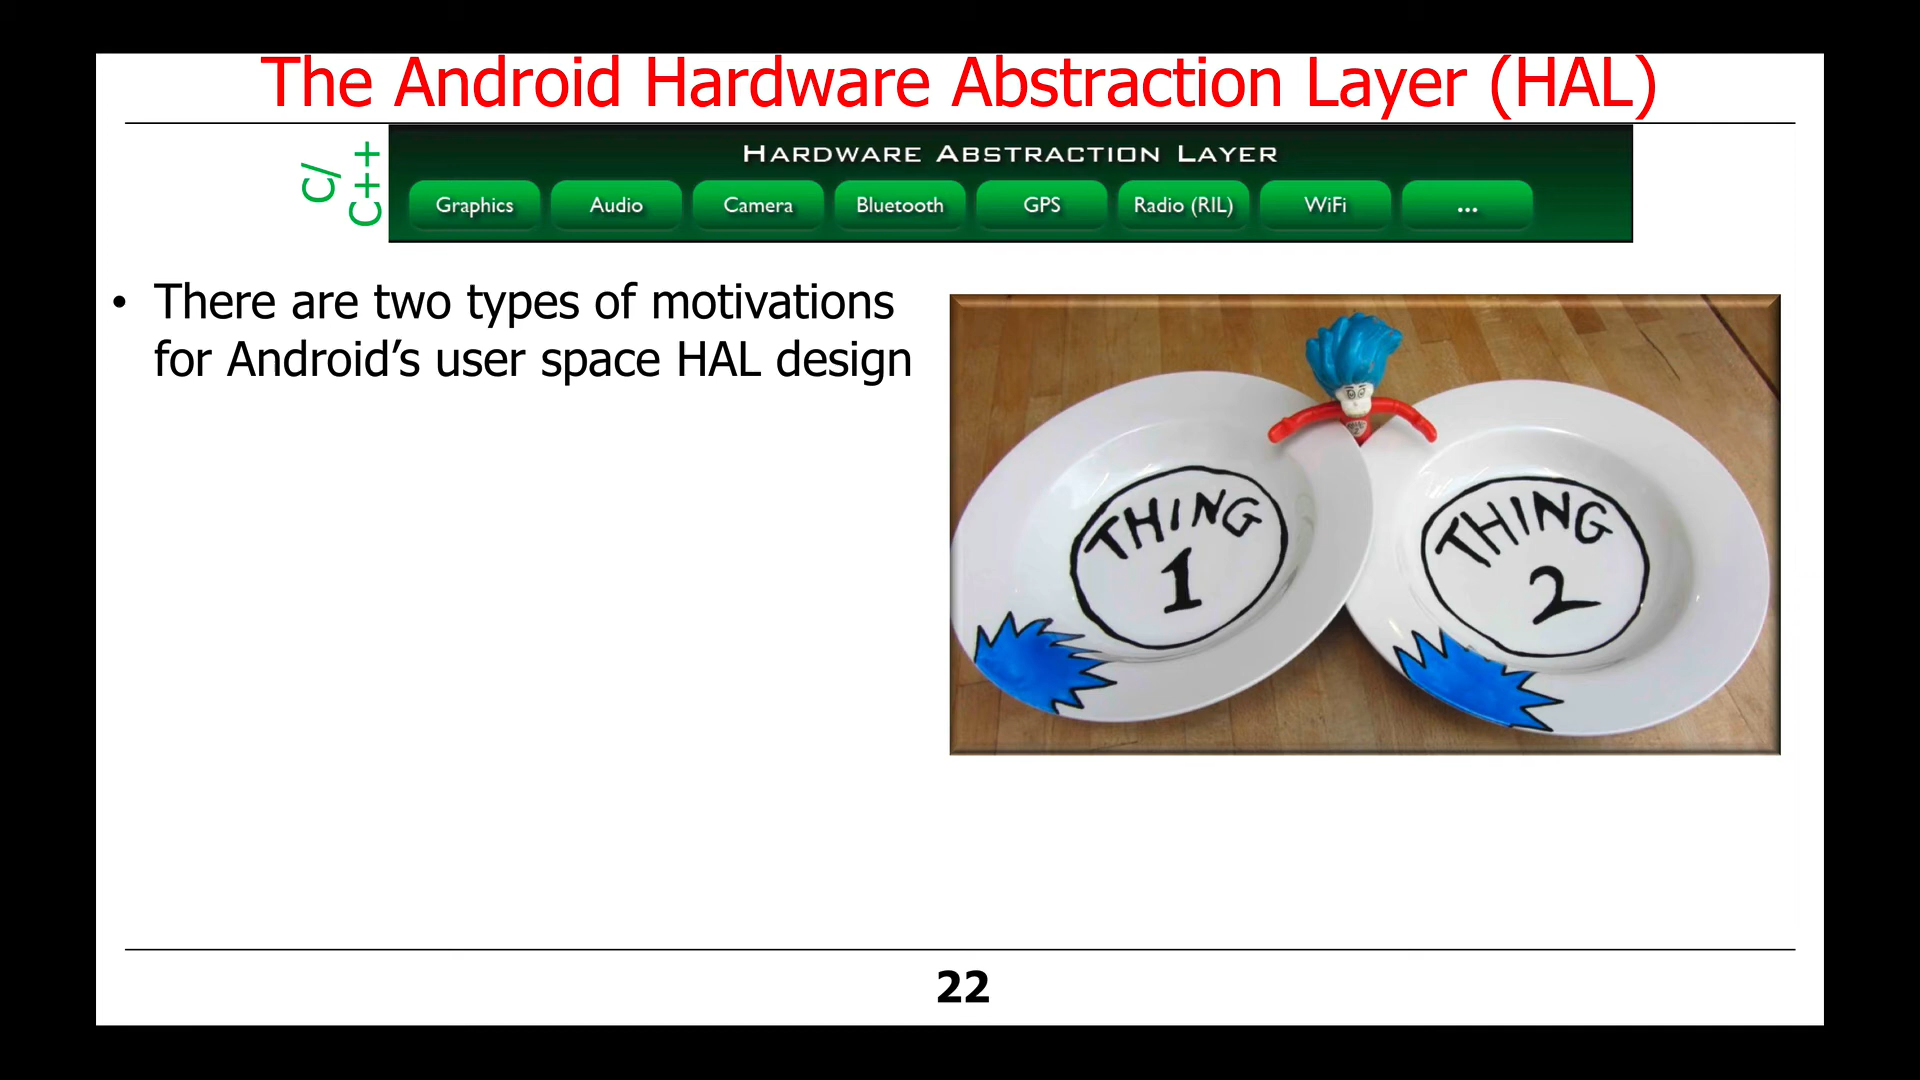 The Android Hardware Abstraction Layer (HAL)
C/
C++
HARDWARE ABSTRACTION LAYER
Graphics Audio Camera Bluetooth GPS Radio (RIL) WiFi ...
• There are two types of motivations
for Android’s user space HAL design
THING
1
THING
2
22